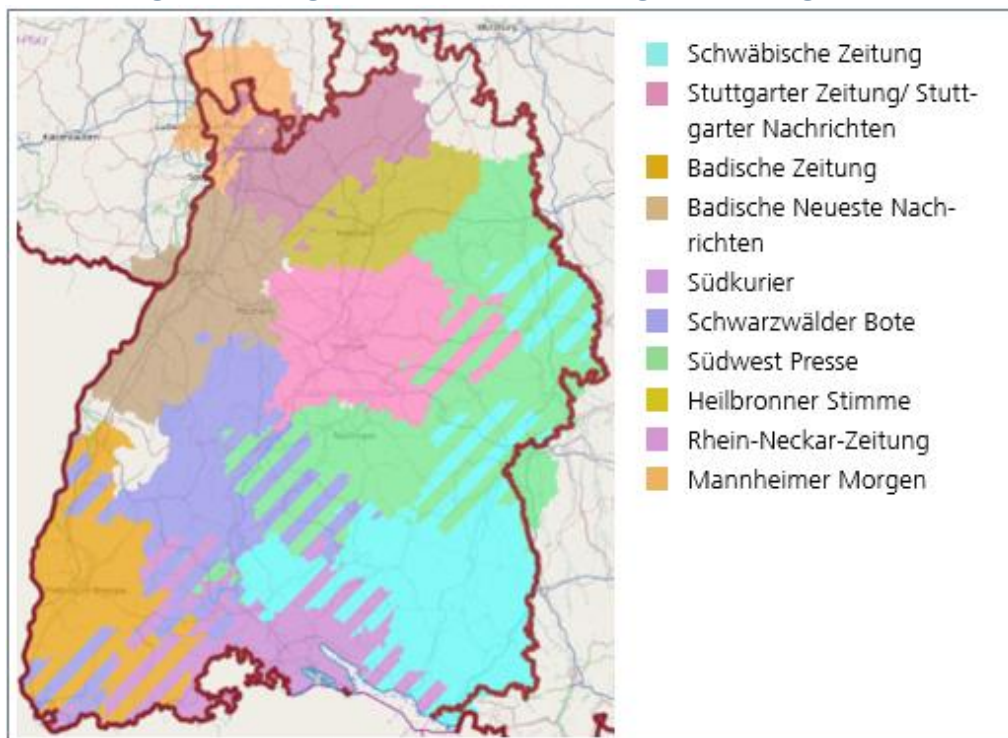 Schwäbische Zeitung
Stuttgarter Zeitung/ Stutt-
garter Nachrichten
Badische Zeitung
Badische Neueste Nach-
richten
Südkurier
Schwarzwälder Bote
Südwest Presse
Heilbronner Stimme
Rhein-Neckar-Zeitung
Mannheimer Morgen